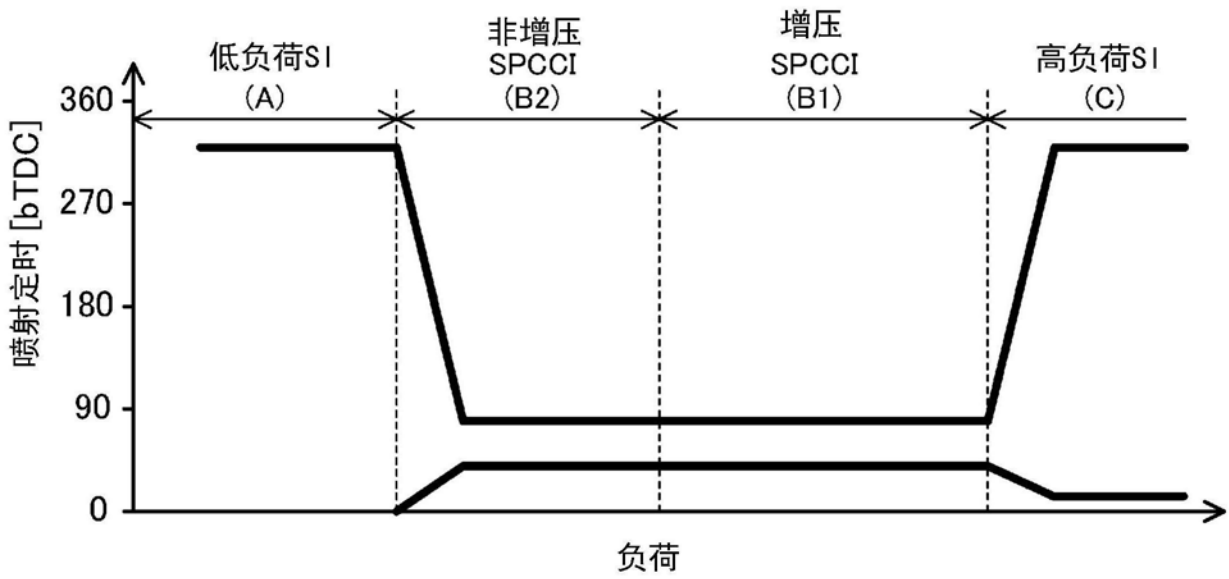 低负荷SI
(A)
非增压
SPCCI
(B2)
增压
SPCCI
(B1)
高负荷SI
(C)
喷射定时[bTDC]
360
270
180
90
0
负荷